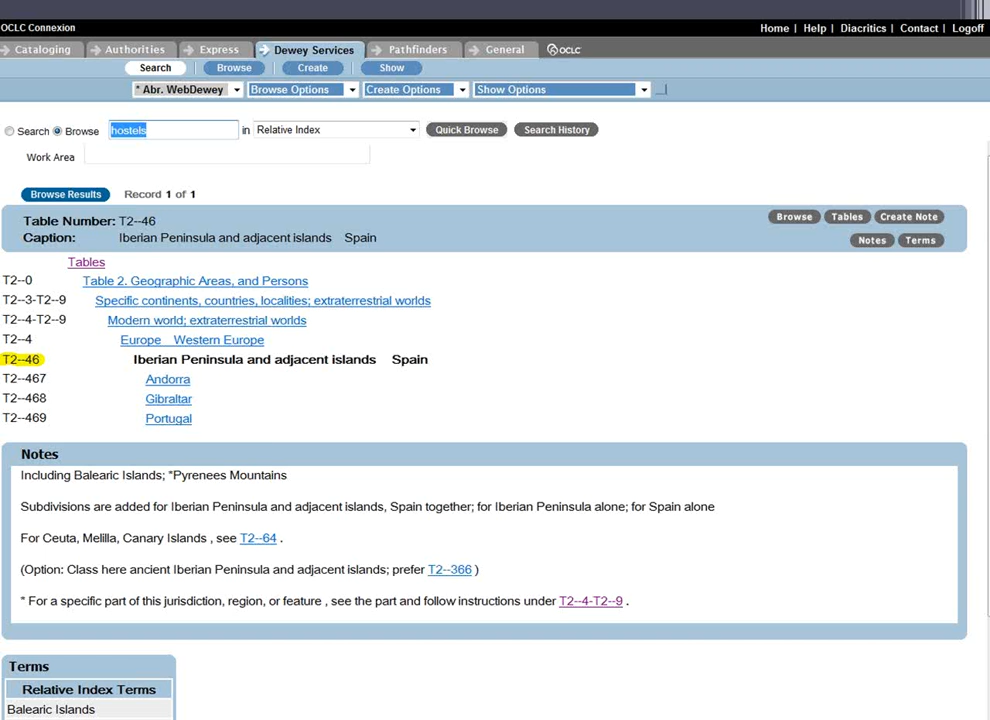 OCLC Connexion
Home | Help | Diacritics | Contact | Logoff
Cataloging Authorities Express Dewey Services Pathfinders General OCLC
Search Browse Create Show
* Abr. WebDewey Browse Options Create Options Show Options
Search Browse hostels in Relative Index Quick Browse Search History
Work Area
Browse Results Record 1 of 1
Table Number: T2--46 Browse Tables Create Note
Caption: Iberian Peninsula and adjacent islands Spain Notes Terms
Tables
T2--0 Table 2. Geographic Areas, and Persons
T2--3-T2--9 Specific continents, countries, localities; extraterrestrial worlds
T2--4-T2--9 Modern world; extraterrestrial worlds
T2--4 Europe Western Europe
T2--46 Iberian Peninsula and adjacent islands Spain
T2--467 Andorra
T2--468 Gibraltar
T2--469 Portugal
Notes
Including Balearic Islands; *Pyrenees Mountains
Subdivisions are added for Iberian Peninsula and adjacent islands, Spain together; for Iberian Peninsula alone; for Spain alone
For Ceuta, Melilla, Canary Islands , see T2--64 .
(Option: Class here ancient Iberian Peninsula and adjacent islands; prefer T2--366 )
* For a specific part of this jurisdiction, region, or feature , see the part and follow instructions under T2--4-T2--9 .
Terms
Relative Index Terms
Balearic Islands